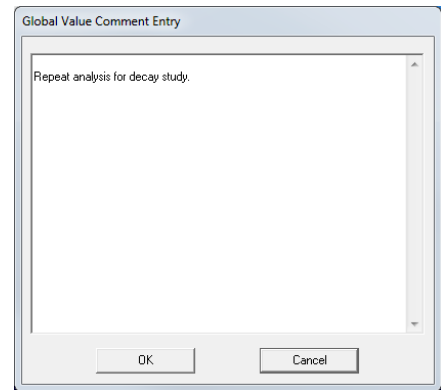 Global Value Comment Entry
Repeat analysis for decay study.
OK
Cancel